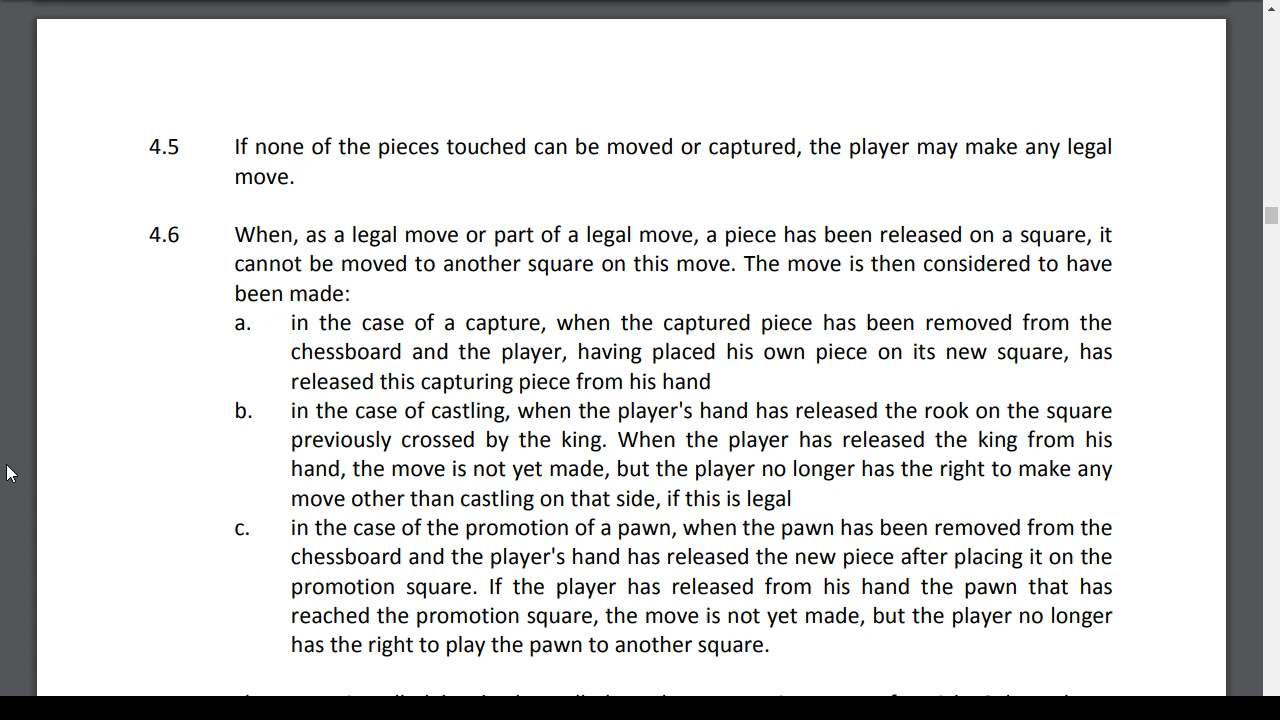 4.5 If none of the pieces touched can be moved or captured, the player may make any legal
move.
4.6 When, as a legal move or part of a legal move, a piece has been released on a square, it
cannot be moved to another square on this move. The move is then considered to have
been made:
a. in the case of a capture, when the captured piece has been removed from the
chessboard and the player, having placed his own piece on its new square, has
released this capturing piece from his hand
b. in the case of castling, when the player's hand has released the rook on the square
previously crossed by the king. When the player has released the king from his
hand, the move is not yet made, but the player no longer has the right to make any
move other than castling on that side, if this is legal
c. in the case of the promotion of a pawn, when the pawn has been removed from the
chessboard and the player's hand has released the new piece after placing it on the
promotion square. If the player has released from his hand the pawn that has
reached the promotion square, the move is not yet made, but the player no longer
has the right to play the pawn to another square.